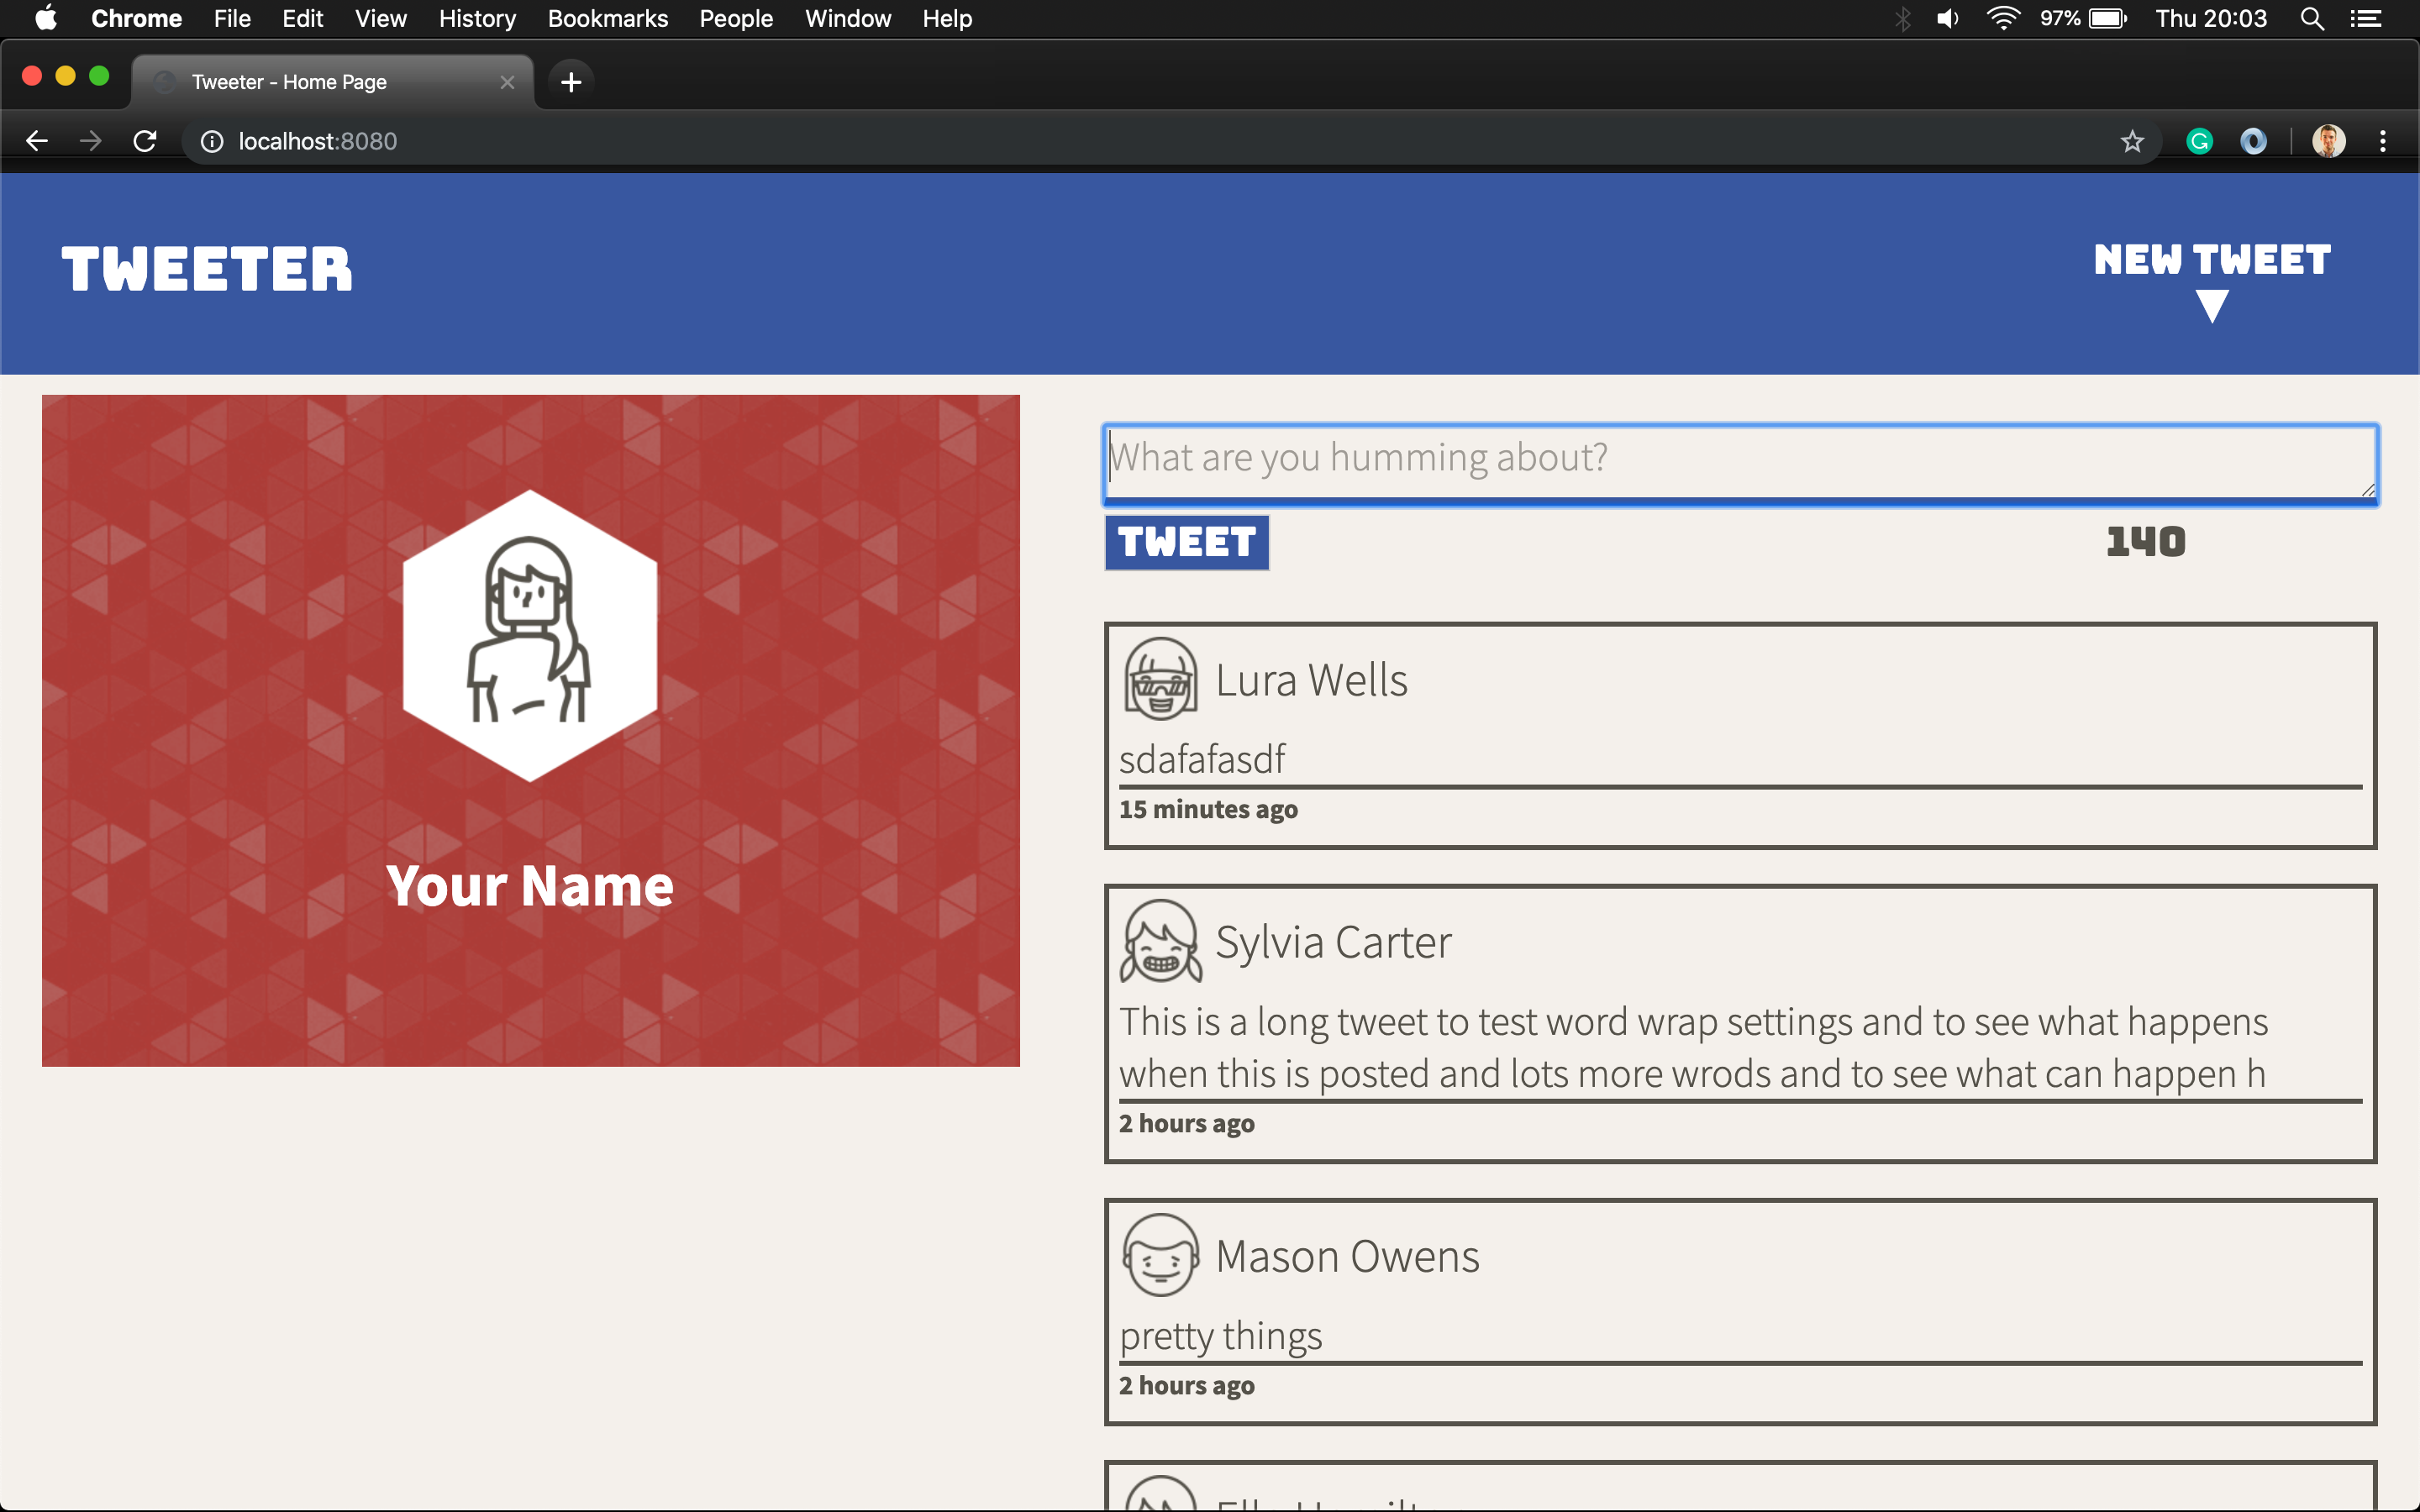 Chrome File Edit View History Bookmarks People Window Help 97% Thu 20:03
Tweeter - Home Page
localhost:8080
TWEETER
NEW TWEET
Your Name
What are you humming about?
TWEET 140
Lura Wells
sdafafasdf
15 minutes ago
Sylvia Carter
This is a long tweet to test word wrap settings and to see what happens
when this is posted and lots more wrods and to see what can happen h
2 hours ago
Mason Owens
pretty things
2 hours ago